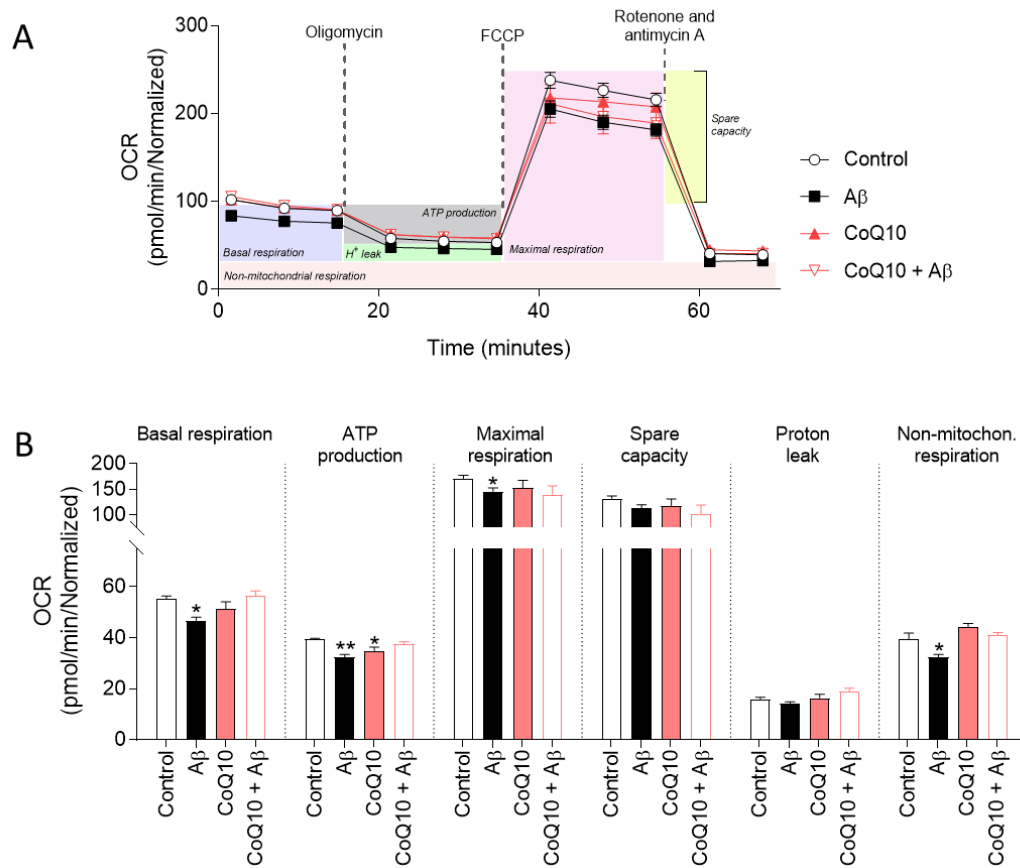 A
OCR
(pmol/min/Normalized)
300
200
100
0
0
20
40
60
Time (minutes)
Oligomycin
FCCP
Rotenone and
antimycin A
Spare
capacity
ATP production
Basal respiration
H⁺ leak
Maximal respiration
Non-mitochondrial respiration
Control
Aβ
CoQ10
CoQ10 + Aβ
B
Basal respiration
ATP
production
Maximal
respiration
Spare
capacity
Proton
leak
Non-mitochon.
respiration
OCR
(pmol/min/Normalized)
200
150
100
60
40
20
0
*
**
*
*
*
Control
Aβ
CoQ10
CoQ10 + Aβ
Control
Aβ
CoQ10
CoQ10 + Aβ
Control
Aβ
CoQ10
CoQ10 + Aβ
Control
Aβ
CoQ10
CoQ10 + Aβ
Control
Aβ
CoQ10
CoQ10 + Aβ
Control
Aβ
CoQ10
CoQ10 + Aβ